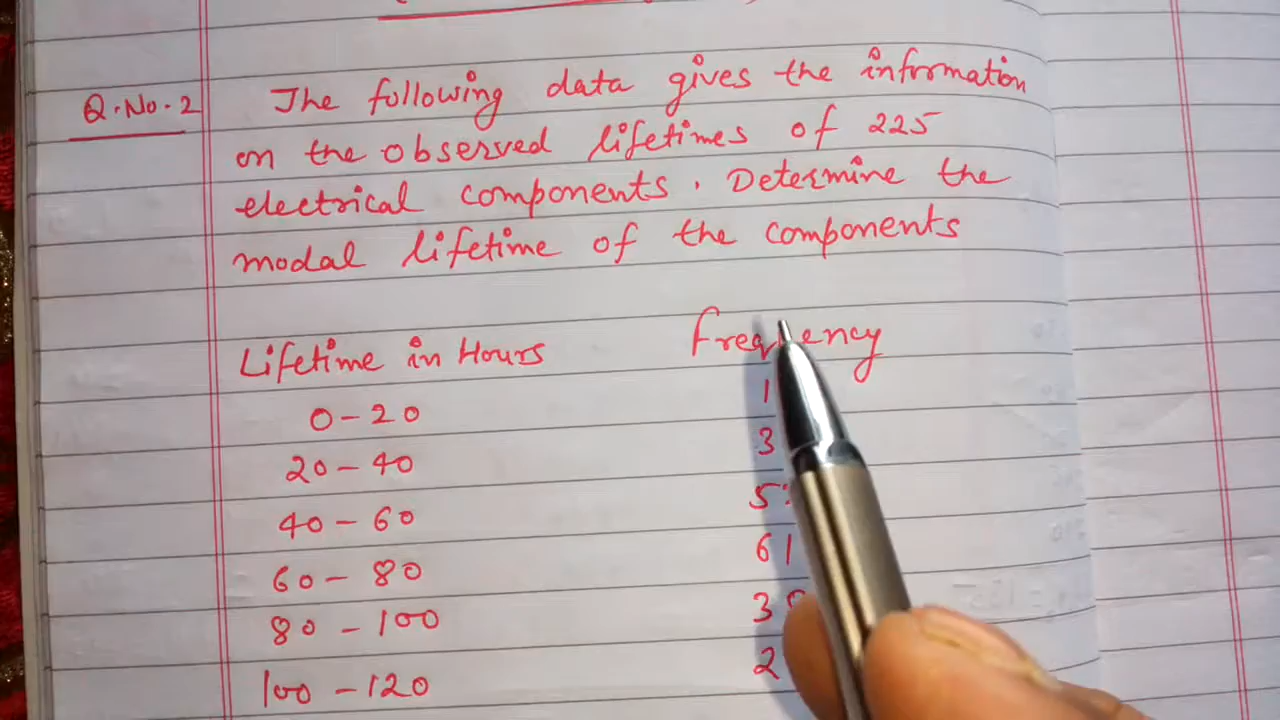 Q.No.2 The following data gives the information
on the observed lifetimes of 225
electrical components. Determine the
modal lifetime of the components
Lifetime in Hours Frequency
0-20
20-40
40-60
60-80 61
80-100
100-120